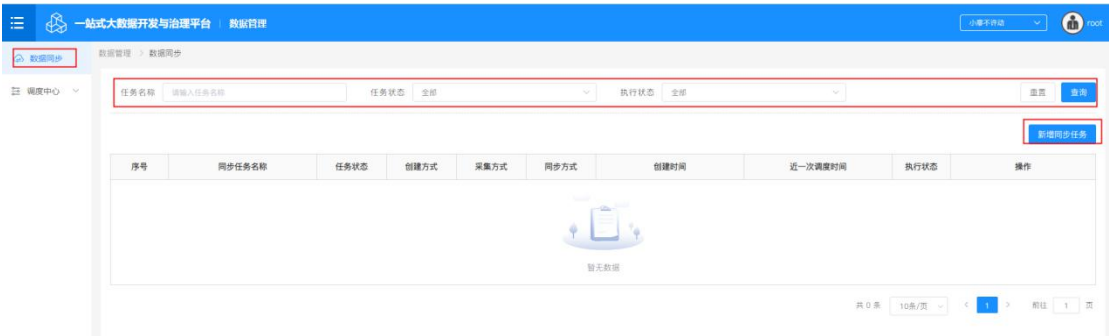 一站式大数据开发与治理平台 | 数据管理 小摩不许动 root
数据同步
调度中心
数据管理 > 数据同步
任务名称 请输入任务名称 任务状态 全部 执行状态 全部 重置 查询
新增同步任务
序号 同步任务名称 任务状态 创建方式 采集方式 同步方式 创建时间 近一次调度时间 执行状态 操作
暂无数据
共 0 条 10条/页 < 1 > 前往 1 页